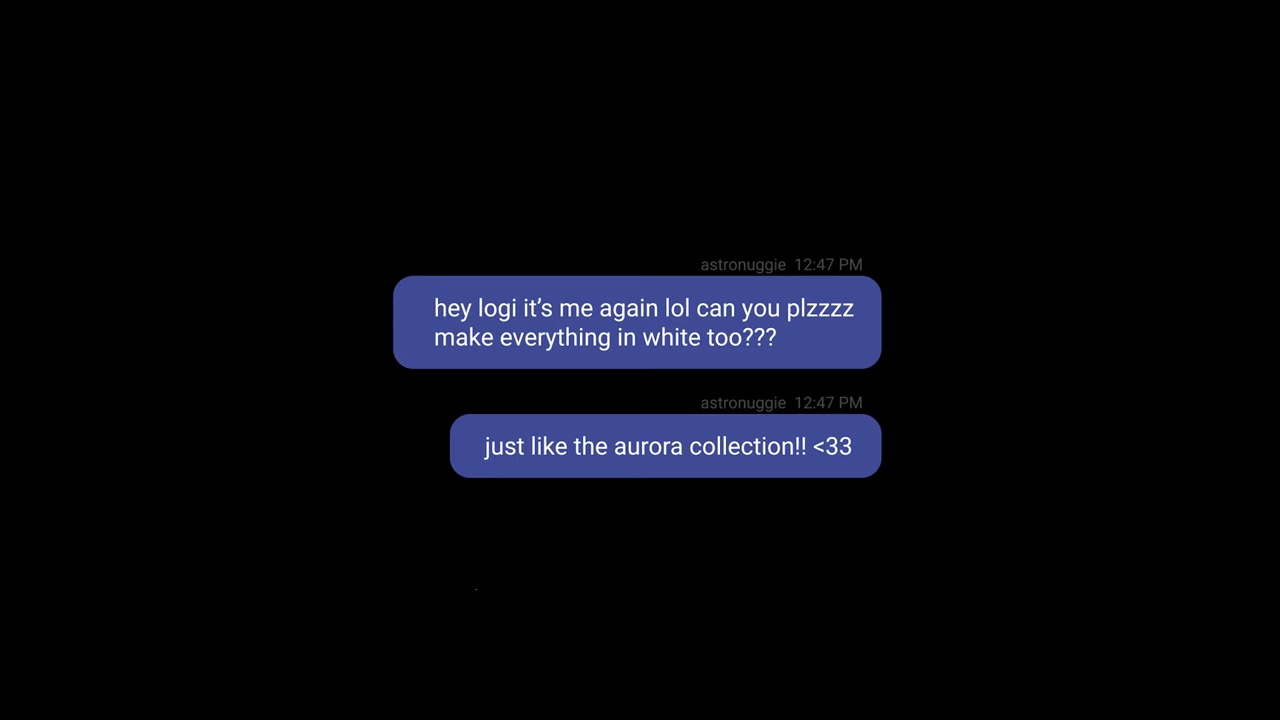 astronuggie 12:47 PM
hey logi it’s me again lol can you plzzzz
make everything in white too???
astronuggie 12:47 PM
just like the aurora collection!! <33